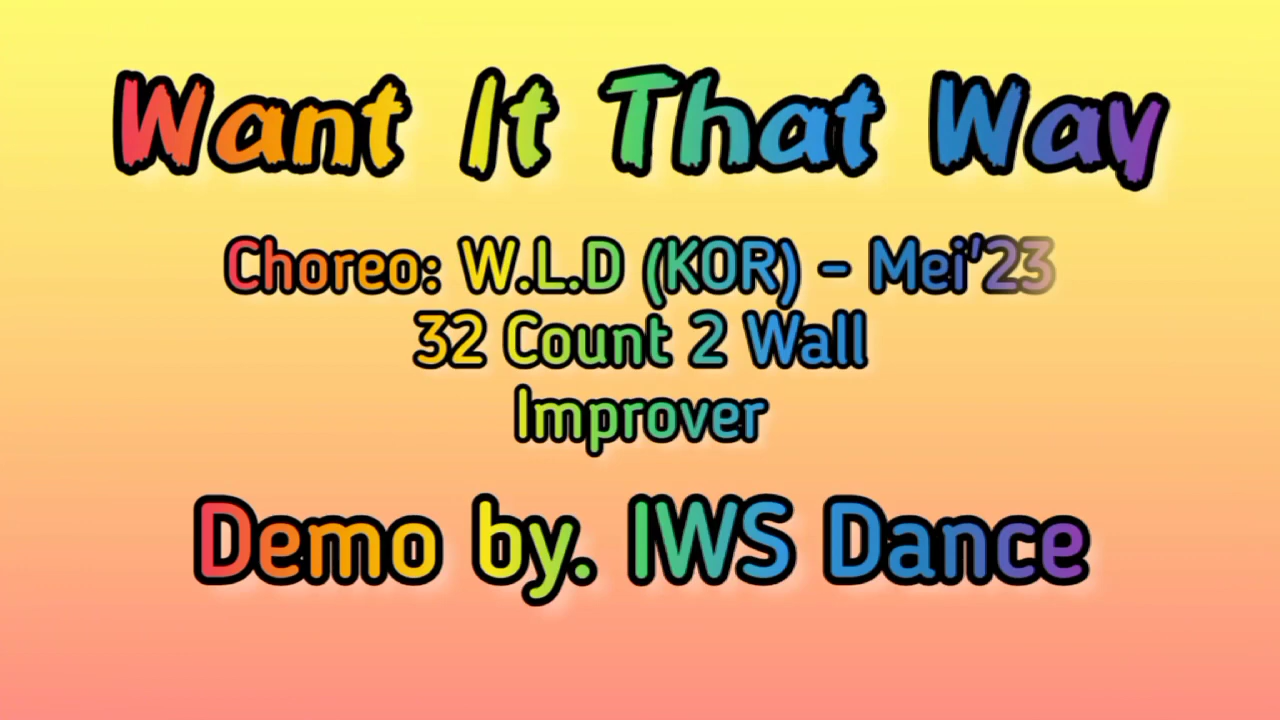 Want It That Way
Choreo: W.L.D (KOR) - Mei'23
32 Count 2 Wall
Improver
Demo by. IWS Dance